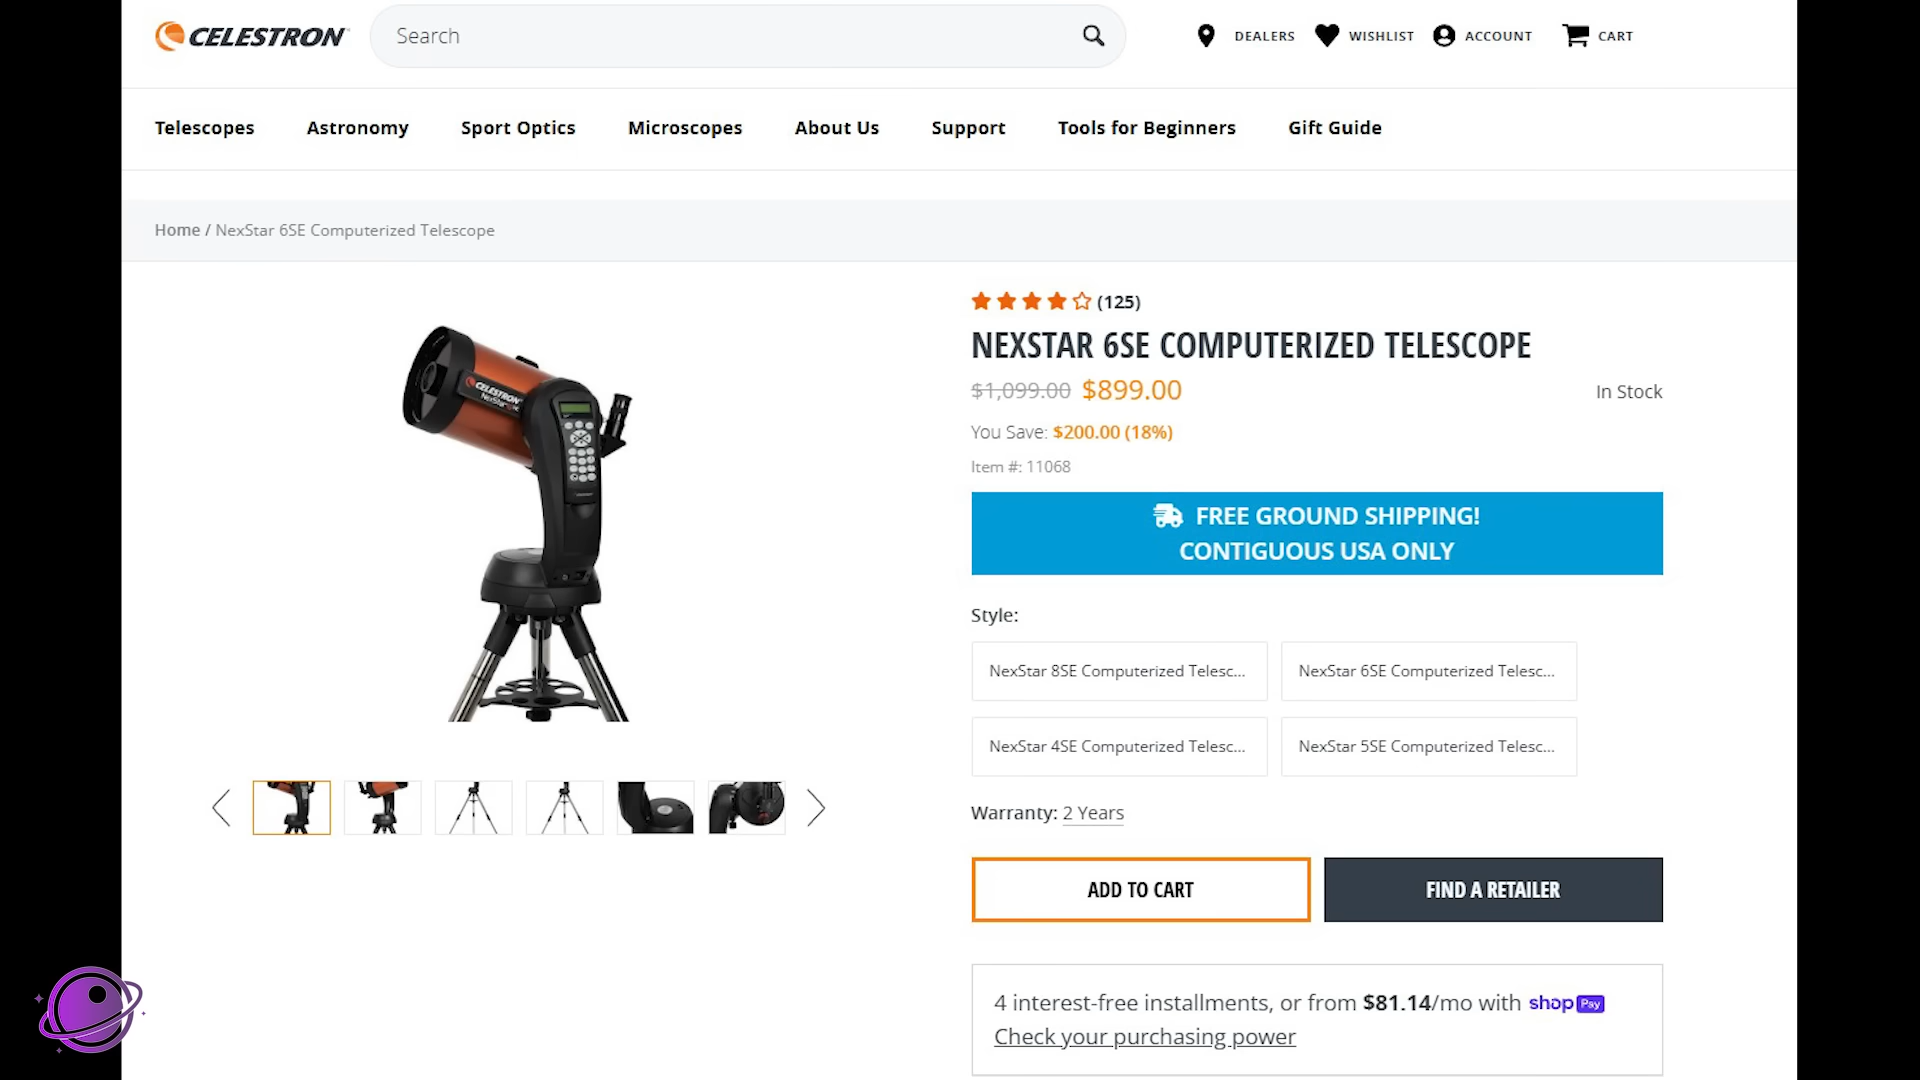 CELESTRON
Search
DEALERS
WISHLIST
ACCOUNT
CART
Telescopes
Astronomy
Sport Optics
Microscopes
About Us
Support
Tools for Beginners
Gift Guide
Home / NexStar 6SE Computerized Telescope
(125)
NEXSTAR 6SE COMPUTERIZED TELESCOPE
$1,099.00 $899.00
In Stock
You Save: $200.00 (18%)
Item #: 11068
FREE GROUND SHIPPING!
CONTIGUOUS USA ONLY
CELESTRON
Style:
NexStar 8SE Computerized Telesc...
NexStar 6SE Computerized Telesc...
NexStar 4SE Computerized Telesc...
NexStar 5SE Computerized Telesc...
Warranty: 2 Years
ADD TO CART
FIND A RETAILER
4 interest-free installments, or from $81.14/mo with shop Pay
Check your purchasing power